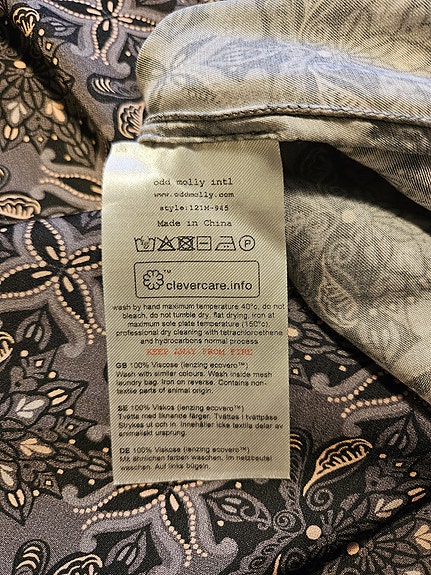 odd molly intl
www.oddmolly.com
style:121M-945
Made in China
P
clevercare.info™
wash by hand maximum temperature 40°c, do not
bleach, do not tumble dry, flat drying, iron at
maximum sole plate temperature (150°c),
professional dry cleaning with tetrachloroethene
and hydrocarbons normal process
KEEP AWAY FROM FIRE
GB 100% Viscose (lenzing ecovero™)
Wash with similar colours. Wash inside mesh
laundry bag. Iron on reverse. Contains non-
textile parts of animal origin.
SE 100% Viskos (lenzing ecovero™)
Tvätta med liknande färger. Tvättas i tvättpåse
Strykes ut och in. Innehåller icke textila delar av
animaliskt ursprung.
DE 100% Viskose (lenzing ecovero™)
Mit ähnlichen farben waschen. Im netzbeutel
waschen. Auf links bügeln.